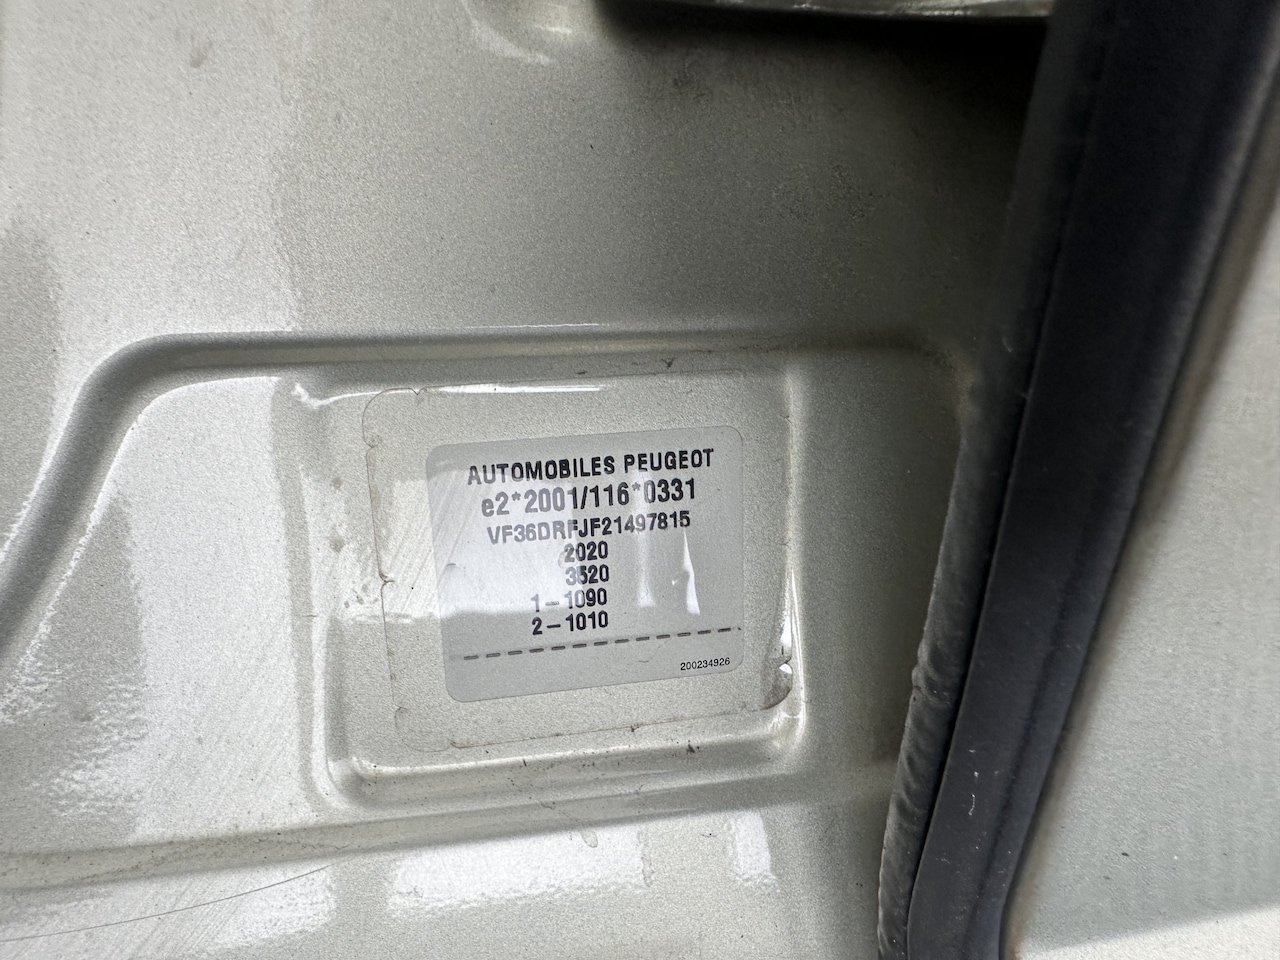 AUTOMOBILES PEUGEOT
e2*2001/116*0331
VF36DRFJF21497815
2020
3520
1-1090
2-1010
200234926